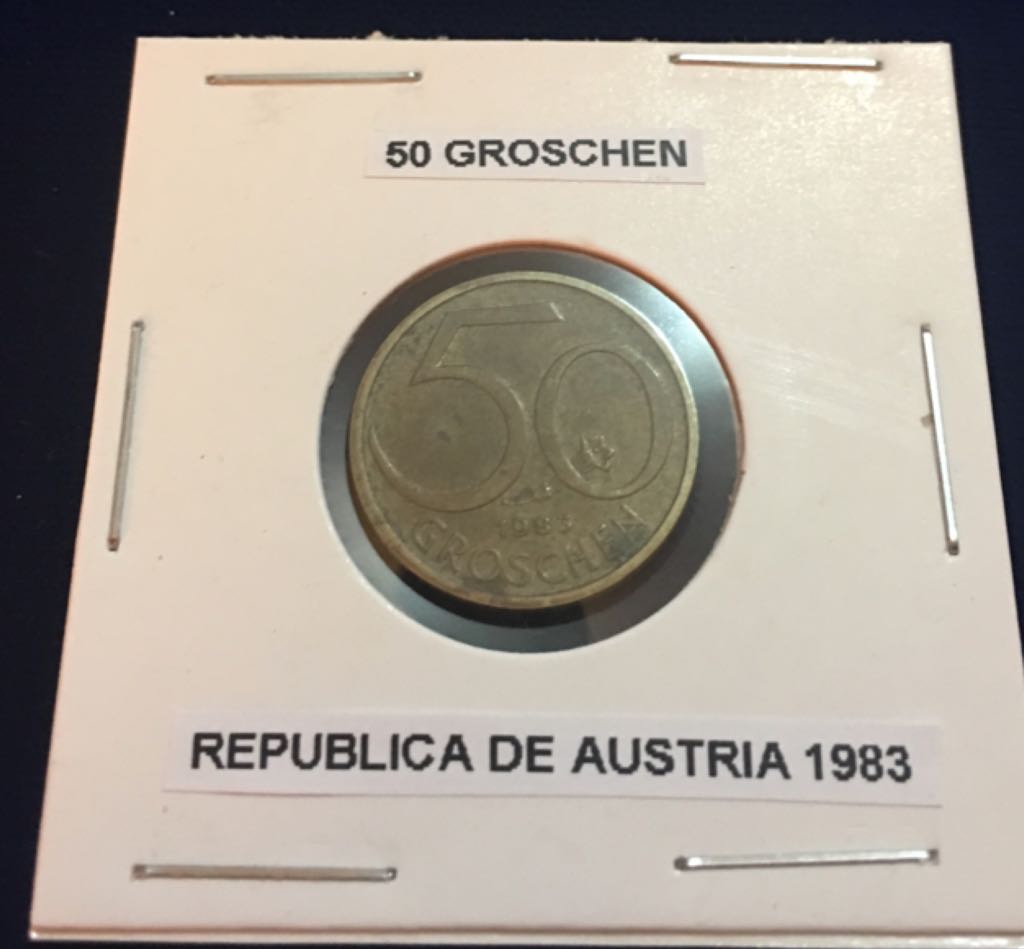 50 GROSCHEN
50
1983
GROSCHEN
REPUBLICA DE AUSTRIA 1983